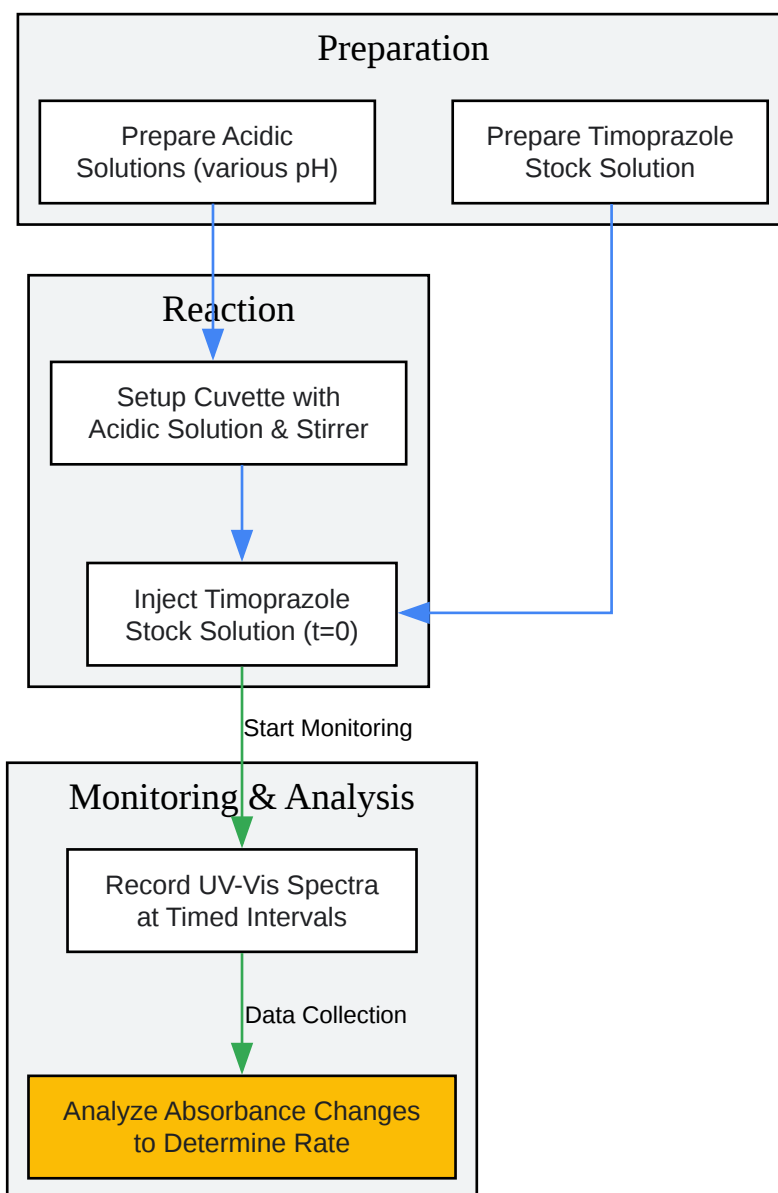 Preparation
Prepare Acidic
Solutions (various pH)
Prepare Timoprazole
Stock Solution
Reaction
Setup Cuvette with
Acidic Solution & Stirrer
Inject Timoprazole
Stock Solution (t=0)
Start Monitoring
Monitoring & Analysis
Record UV-Vis Spectra
at Timed Intervals
Data Collection
Analyze Absorbance Changes
to Determine Rate